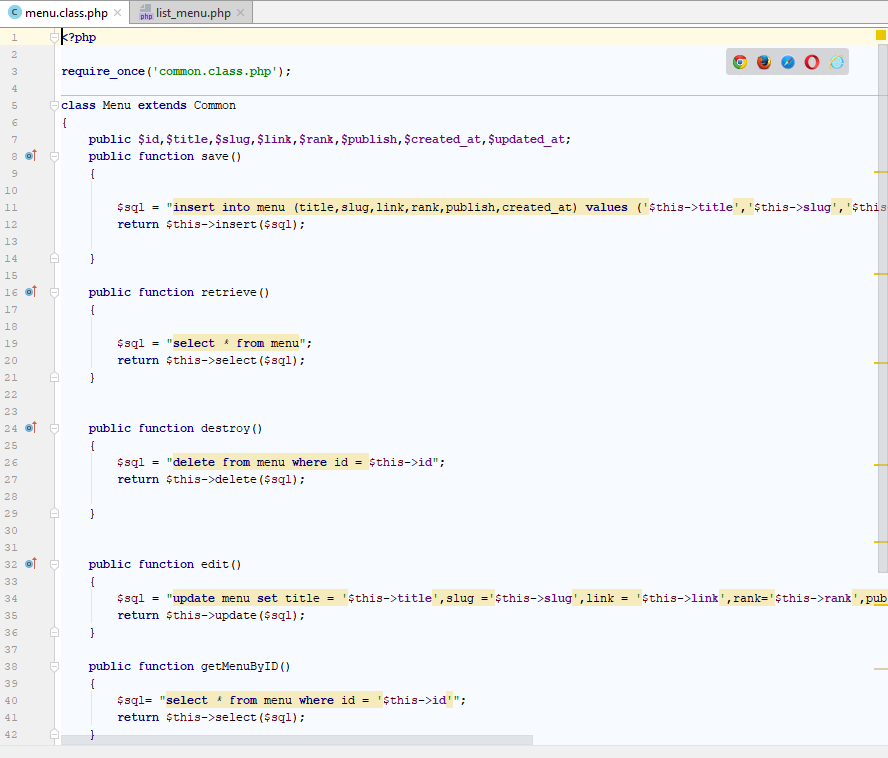 menu.class.php
list_menu.php
1 <?php
2
3 require_once('common.class.php');
4
5 class Menu extends Common
6 {
7 public $id,$title,$slug,$link,$rank,$publish,$created_at,$updated_at;
8 public function save()
9 {
10
11 $sql = "insert into menu (title,slug,link,rank,publish,created_at) values ('$this->title','$this->slug','$this
12 return $this->insert($sql);
13
14 }
15
16 public function retrieve()
17 {
18
19 $sql = "select * from menu";
20 return $this->select($sql);
21 }
22
23
24 public function destroy()
25 {
26 $sql = "delete from menu where id = $this->id";
27 return $this->delete($sql);
28
29 }
30
31
32 public function edit()
33 {
34 $sql = "update menu set title = '$this->title',slug ='$this->slug',link = '$this->link',rank='$this->rank',pub
35 return $this->update($sql);
36 }
37
38 public function getMenuByID()
39 {
40 $sql= "select * from menu where id = '$this->id'";
41 return $this->select($sql);
42 }